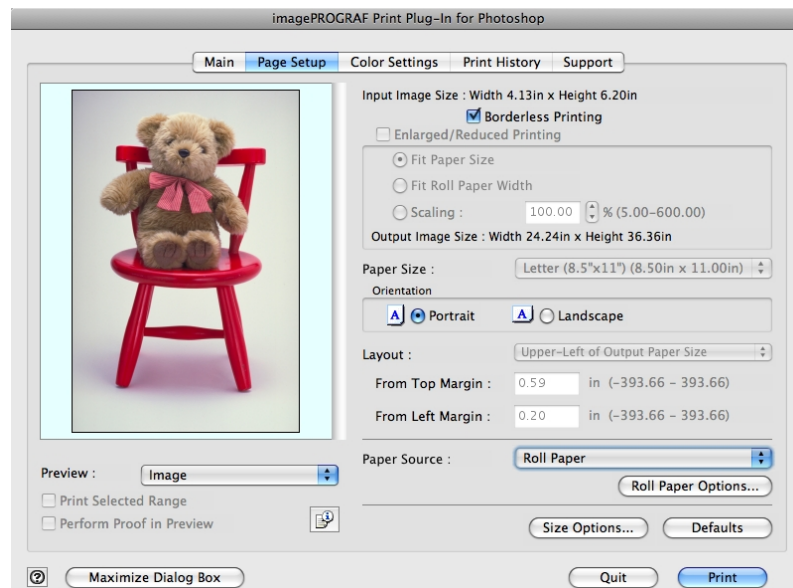 imagePROGRAF Print Plug-In for Photoshop
Main Page Setup Color Settings Print History Support
Input Image Size : Width 4.13in x Height 6.20in
Borderless Printing
Enlarged/Reduced Printing
Fit Paper Size
Fit Roll Paper Width
Scaling : 100.00 % (5.00-600.00)
Output Image Size : Width 24.24in x Height 36.36in
Paper Size : Letter (8.5"x11") (8.50in x 11.00in)
Orientation
A Portrait A Landscape
Layout : Upper-Left of Output Paper Size
From Top Margin : 0.59 in (-393.66 - 393.66)
From Left Margin : 0.20 in (-393.66 - 393.66)
Paper Source : Roll Paper
Roll Paper Options...
Preview : Image
Print Selected Range
Perform Proof in Preview
Size Options... Defaults
? Maximize Dialog Box Quit Print